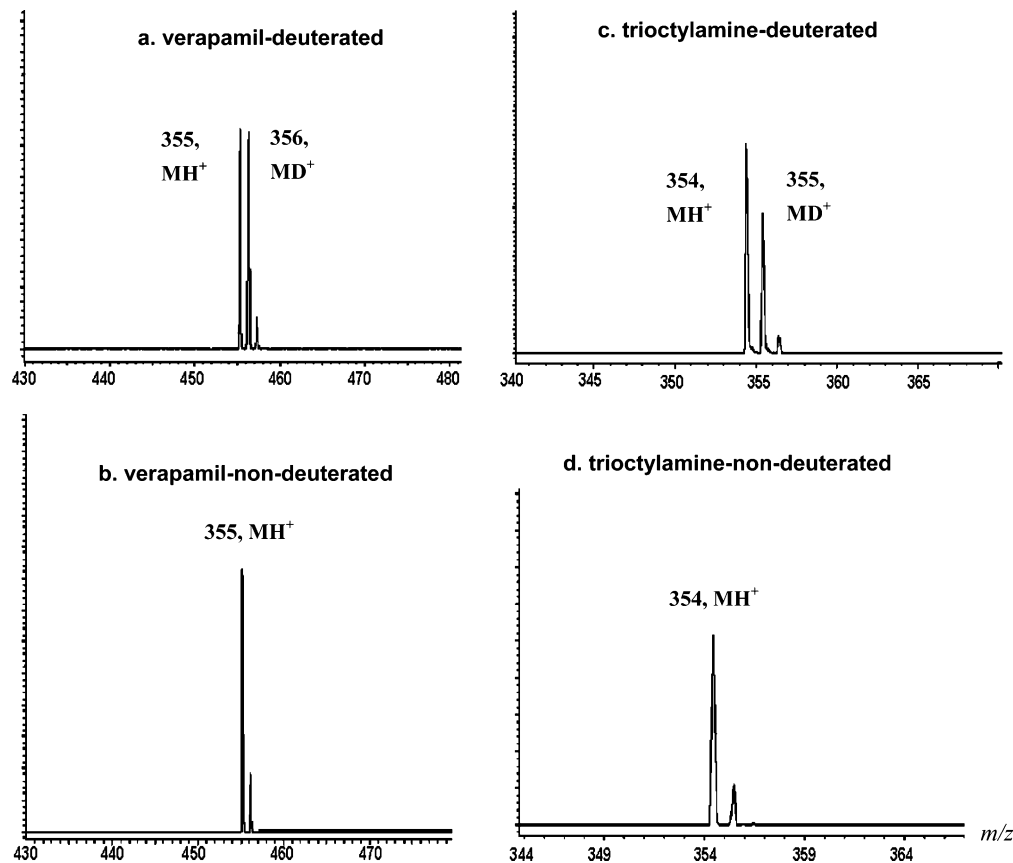 a. verapamil-deuterated
355,
MH+
356,
MD+
430 440 450 460 470 480
c. trioctylamine-deuterated
354,
MH+
355,
MD+
340 345 350 355 360 365
b. verapamil-non-deuterated
355, MH+
430 440 450 460 470
d. trioctylamine-non-deuterated
354, MH+
344 349 354 359 364
m/z